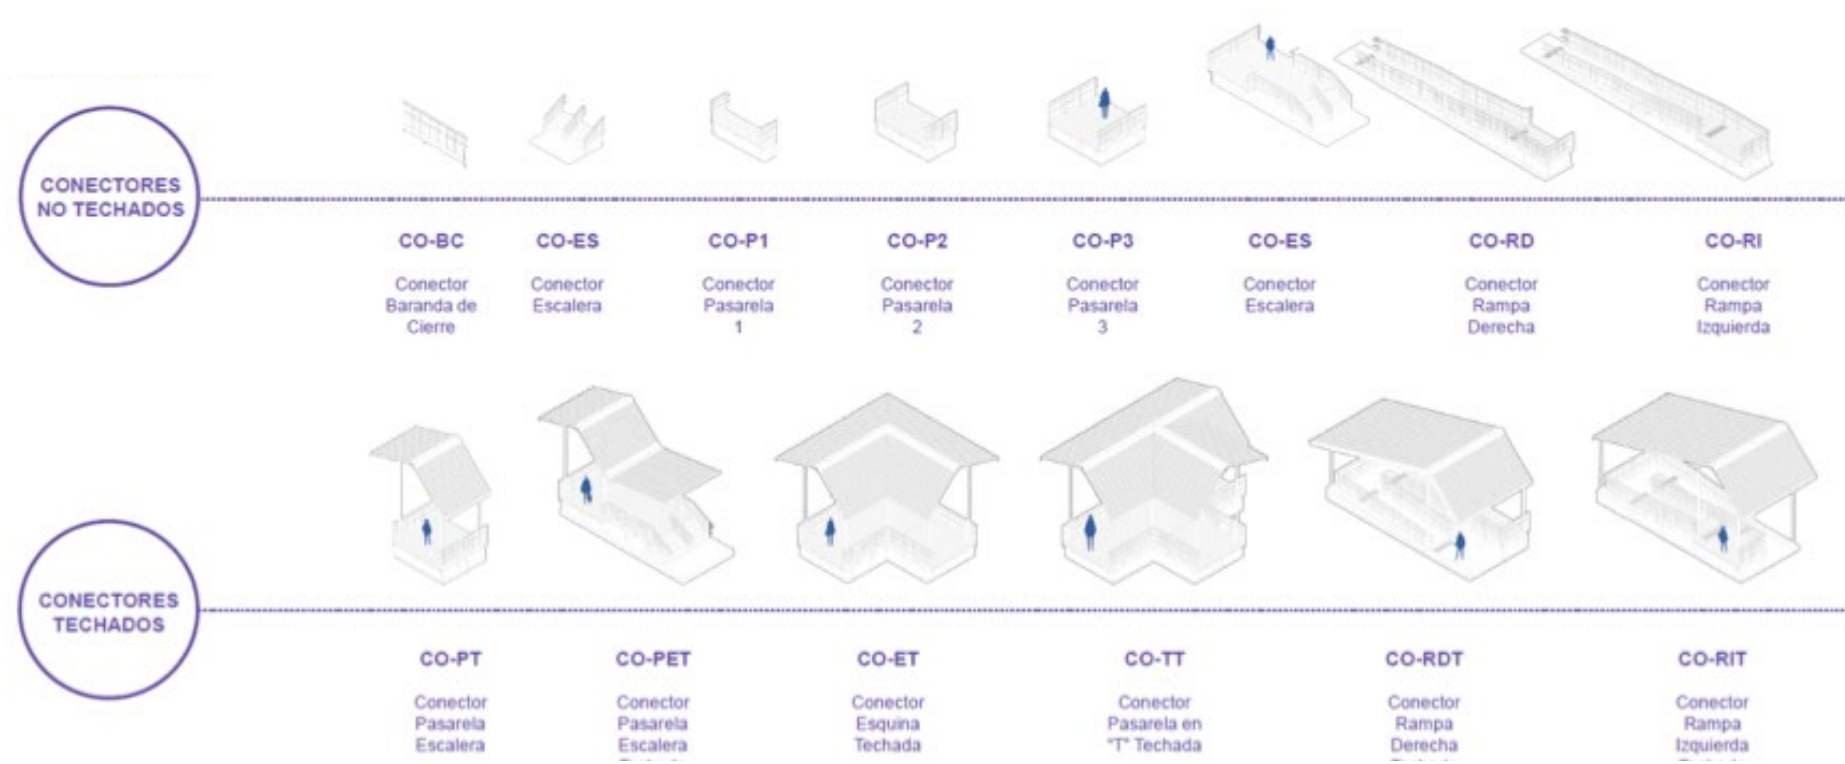 CONECTORES
NO TECHADOS
CO-BC
Conector
Baranda de
Cierre
CO-ES
Conector
Escalera
CO-P1
Conector
Pasarela
1
CO-P2
Conector
Pasarela
2
CO-P3
Conector
Pasarela
3
CO-ES
Conector
Escalera
CO-RD
Conector
Rampa
Derecha
CO-RI
Conector
Rampa
Izquierda
CONECTORES
TECHADOS
CO-PT
Conector
Pasarela
Escalera
CO-PET
Conector
Pasarela
Escalera
CO-ET
Conector
Esquina
Techada
CO-TT
Conector
Pasarela en
"T" Techada
CO-RDT
Conector
Rampa
Derecha
CO-RIT
Conector
Rampa
Izquierda